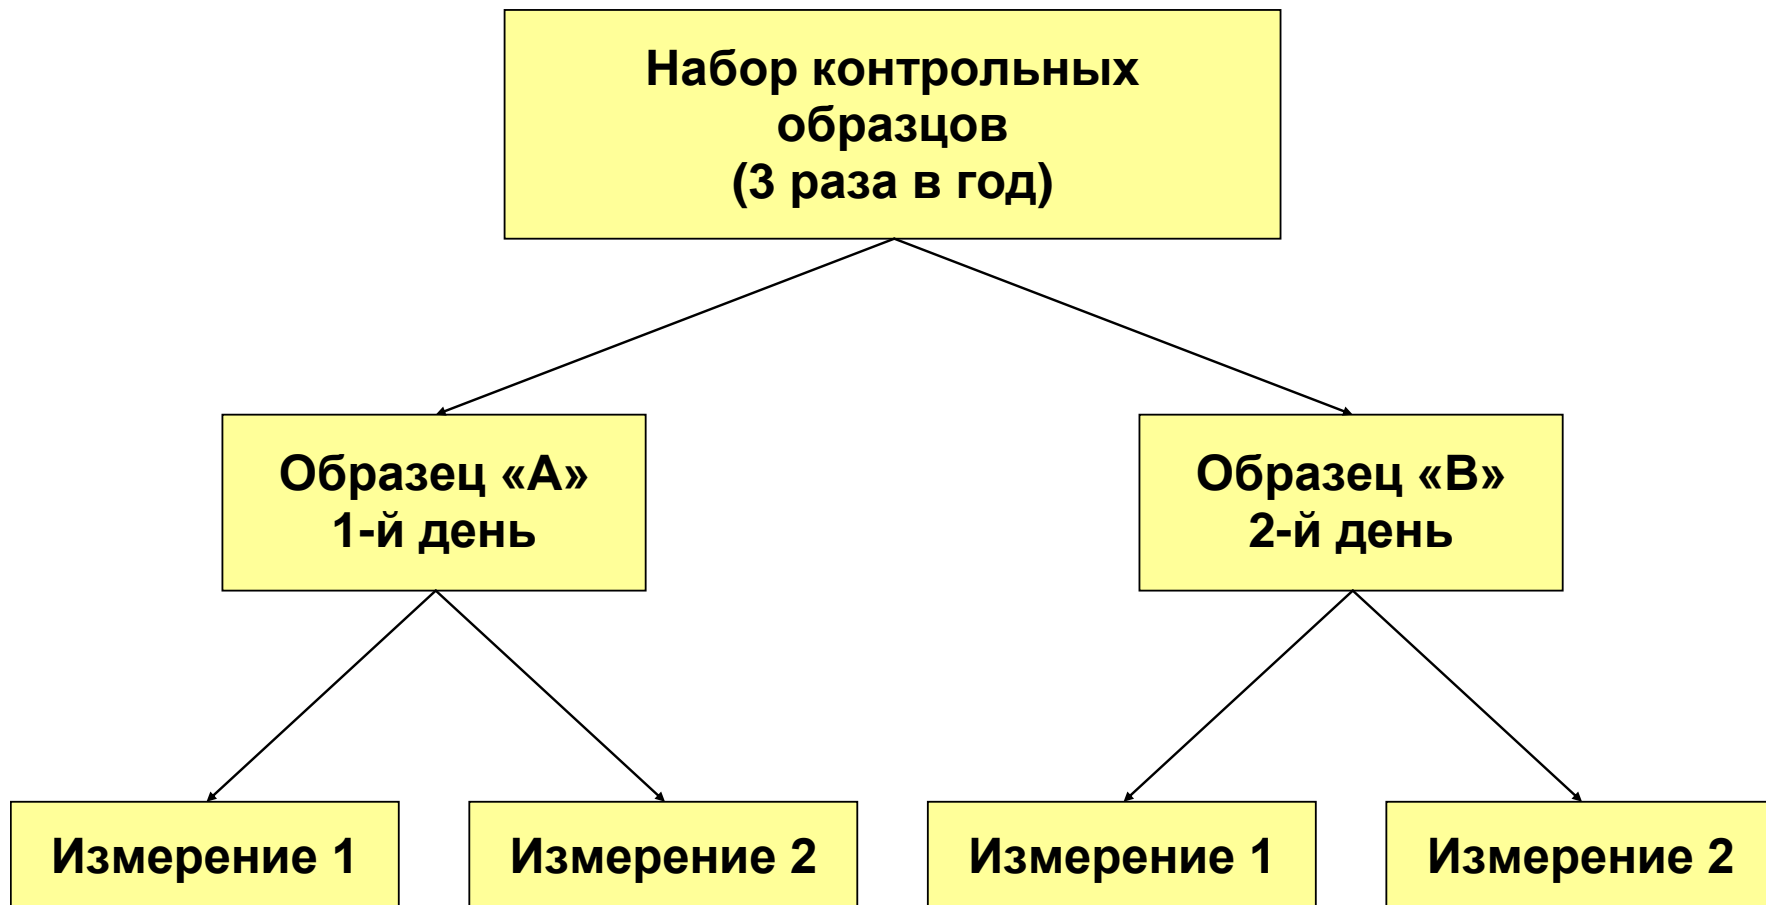 Набор контрольных
образцов
(3 раза в год)
Образец «А»
1-й день
Образец «В»
2-й день
Измерение 1
Измерение 2
Измерение 1
Измерение 2